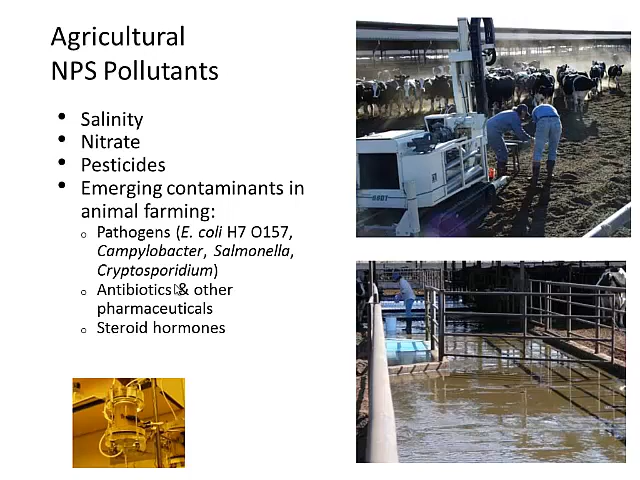 Agricultural
NPS Pollutants
• Salinity
• Nitrate
• Pesticides
• Emerging contaminants in
animal farming:
o Pathogens (E. coli H7 O157,
Campylobacter, Salmonella,
Cryptosporidium)
o Antibiotics & other
pharmaceuticals
o Steroid hormones